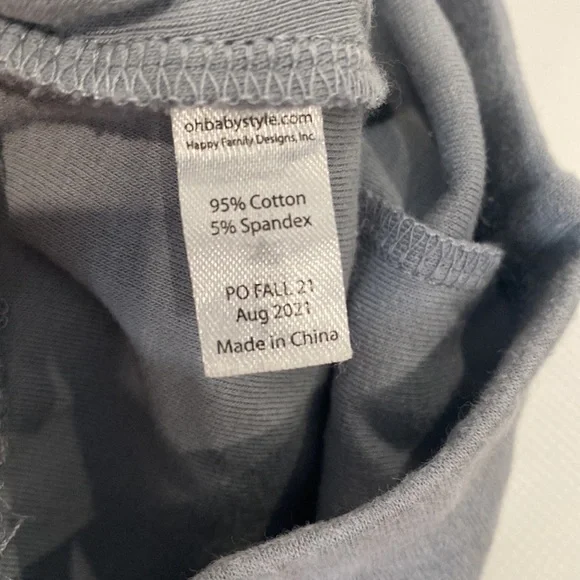 ohbabystyle.com
Happy Family Designs, Inc.
95% Cotton
5% Spandex
PO FALL 21
Aug 2021
Made in China